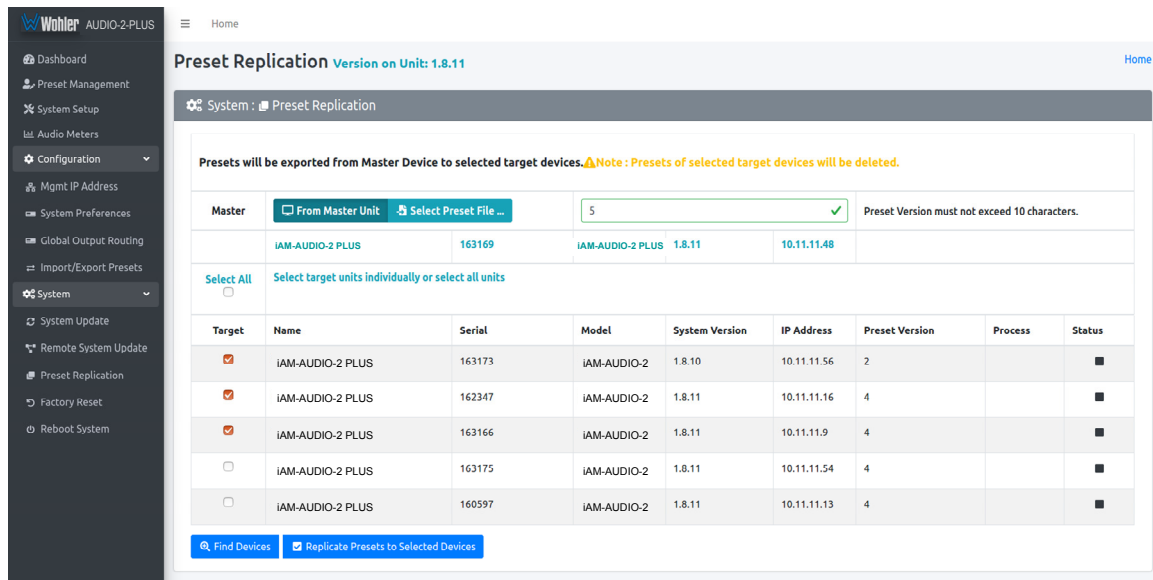 Wohler AUDIO-2-PLUS
Home
Dashboard
Preset Management
System Setup
Audio Meters
Configuration
Mgmt IP Address
System Preferences
Global Output Routing
Import/Export Presets
System
System Update
Remote System Update
Preset Replication
Factory Reset
Reboot System
Preset Replication Version on Unit: 1.8.11
Home
System : Preset Replication
Presets will be exported from Master Device to selected target devices. Note : Presets of selected target devices will be deleted.
Master From Master Unit Select Preset File ... 5 Preset Version must not exceed 10 characters.
iAM-AUDIO-2 PLUS 163169 iAM-AUDIO-2 PLUS 1.8.11 10.11.11.48
Select All Select target units individually or select all units
Target Name Serial Model System Version IP Address Preset Version Process Status
iAM-AUDIO-2 PLUS 163173 iAM-AUDIO-2 1.8.10 10.11.11.56 2
iAM-AUDIO-2 PLUS 162347 iAM-AUDIO-2 1.8.11 10.11.11.16 4
iAM-AUDIO-2 PLUS 163166 iAM-AUDIO-2 1.8.11 10.11.11.9 4
iAM-AUDIO-2 PLUS 163175 iAM-AUDIO-2 1.8.11 10.11.11.54 4
iAM-AUDIO-2 PLUS 160597 iAM-AUDIO-2 1.8.11 10.11.11.13 4
Find Devices Replicate Presets to Selected Devices